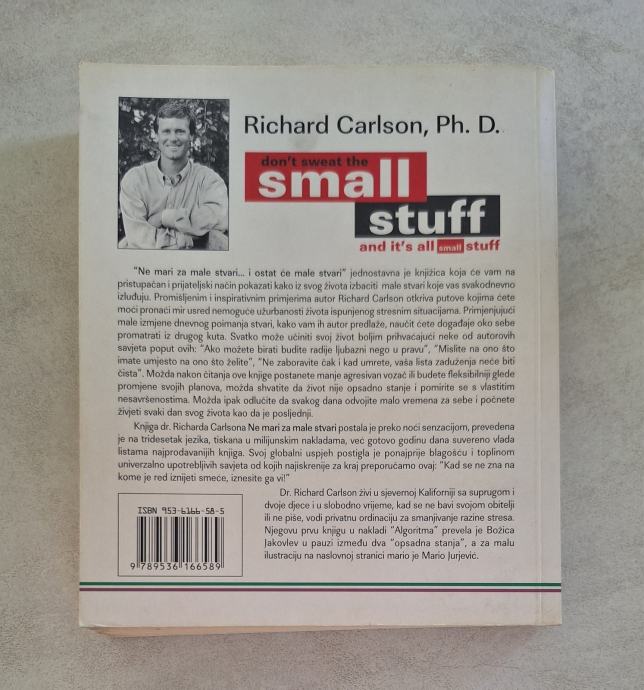 Richard Carlson, Ph. D.
don't sweat the
small
stuff
and it's all small stuff
"Ne mari za male stvari... i ostat će male stvari" jednostavna je knjižica koja će vam na
pristupačan i prijateljski način pokazati kako iz svog života izbaciti male stvari koje vas svakodnevno
izluđuju. Promišljenim i inspirativnim primjerima autor Richard Carlson otkriva putove kojima ćete
moći pronaći mir usred nemoguće užurbanosti života ispunjenog stresnim situacijama. Primjenjujući
male izmjene dnevnog poimanja stvari, kako vam ih autor predlaže, naučit ćete događaje oko sebe
promatrati iz drugog kuta. Svatko može učiniti svoj život boljim prihvacajući neke od autorovih
savjeta poput ovih: "Ako možete birati budite radije ljubazni nego u pravu", "Mislite na ono što
imate umjesto na ono što želite", "Ne zaboravite čak i kad umrete, vaša lista zaduženja neće biti
čista". Možda nakon čitanja ove knjige postanete manje agresivan vozač ili budete fleksibilniji glede
promjene svojih planova, možda shvatite da život nije opsadno stanje i pomirite se s vlastitim
nesavršenostima. Možda ipak odlučite da svakog dana odvojite malo vremena za sebe i počnete
živjeti svaki dan svog života kao da je posljednji.
Knjiga dr. Richarda Carlsona Ne mari za male stvari postala je preko noći senzacijom, prevedena
je na tridesetak jezika, tiskana u milijunskim nakladama, već gotovo godinu dana suvereno vlada
listama najprodavanijih knjiga. Svoj globalni uspjeh postigla je ponajprije blagošću i toplinom
univerzalno upotrebljivih savjeta od kojih najiskrenije za kraj preporučamo ovaj: "Kad se ne zna na
kome je red iznijeti smeće, iznesite ga vi!"
Dr. Richard Carlson živi u sjevernoj Kaliforniji sa suprugom i
dvoje djece i u slobodno vrijeme, kad se ne bavi svojom obitelji
ili ne piše, vodi privatnu ordinaciju za smanjivanje razine stresa.
Njegovu prvu knjigu u nakladi "Algoritma" prevela je Božica
Jakovlev u pauzi između dva "opsadna stanja", a za malu
ilustraciju na naslovnoj stranici mario je Mario Jurjević.
ISBN 953-6166-58-5
9 789536 166589